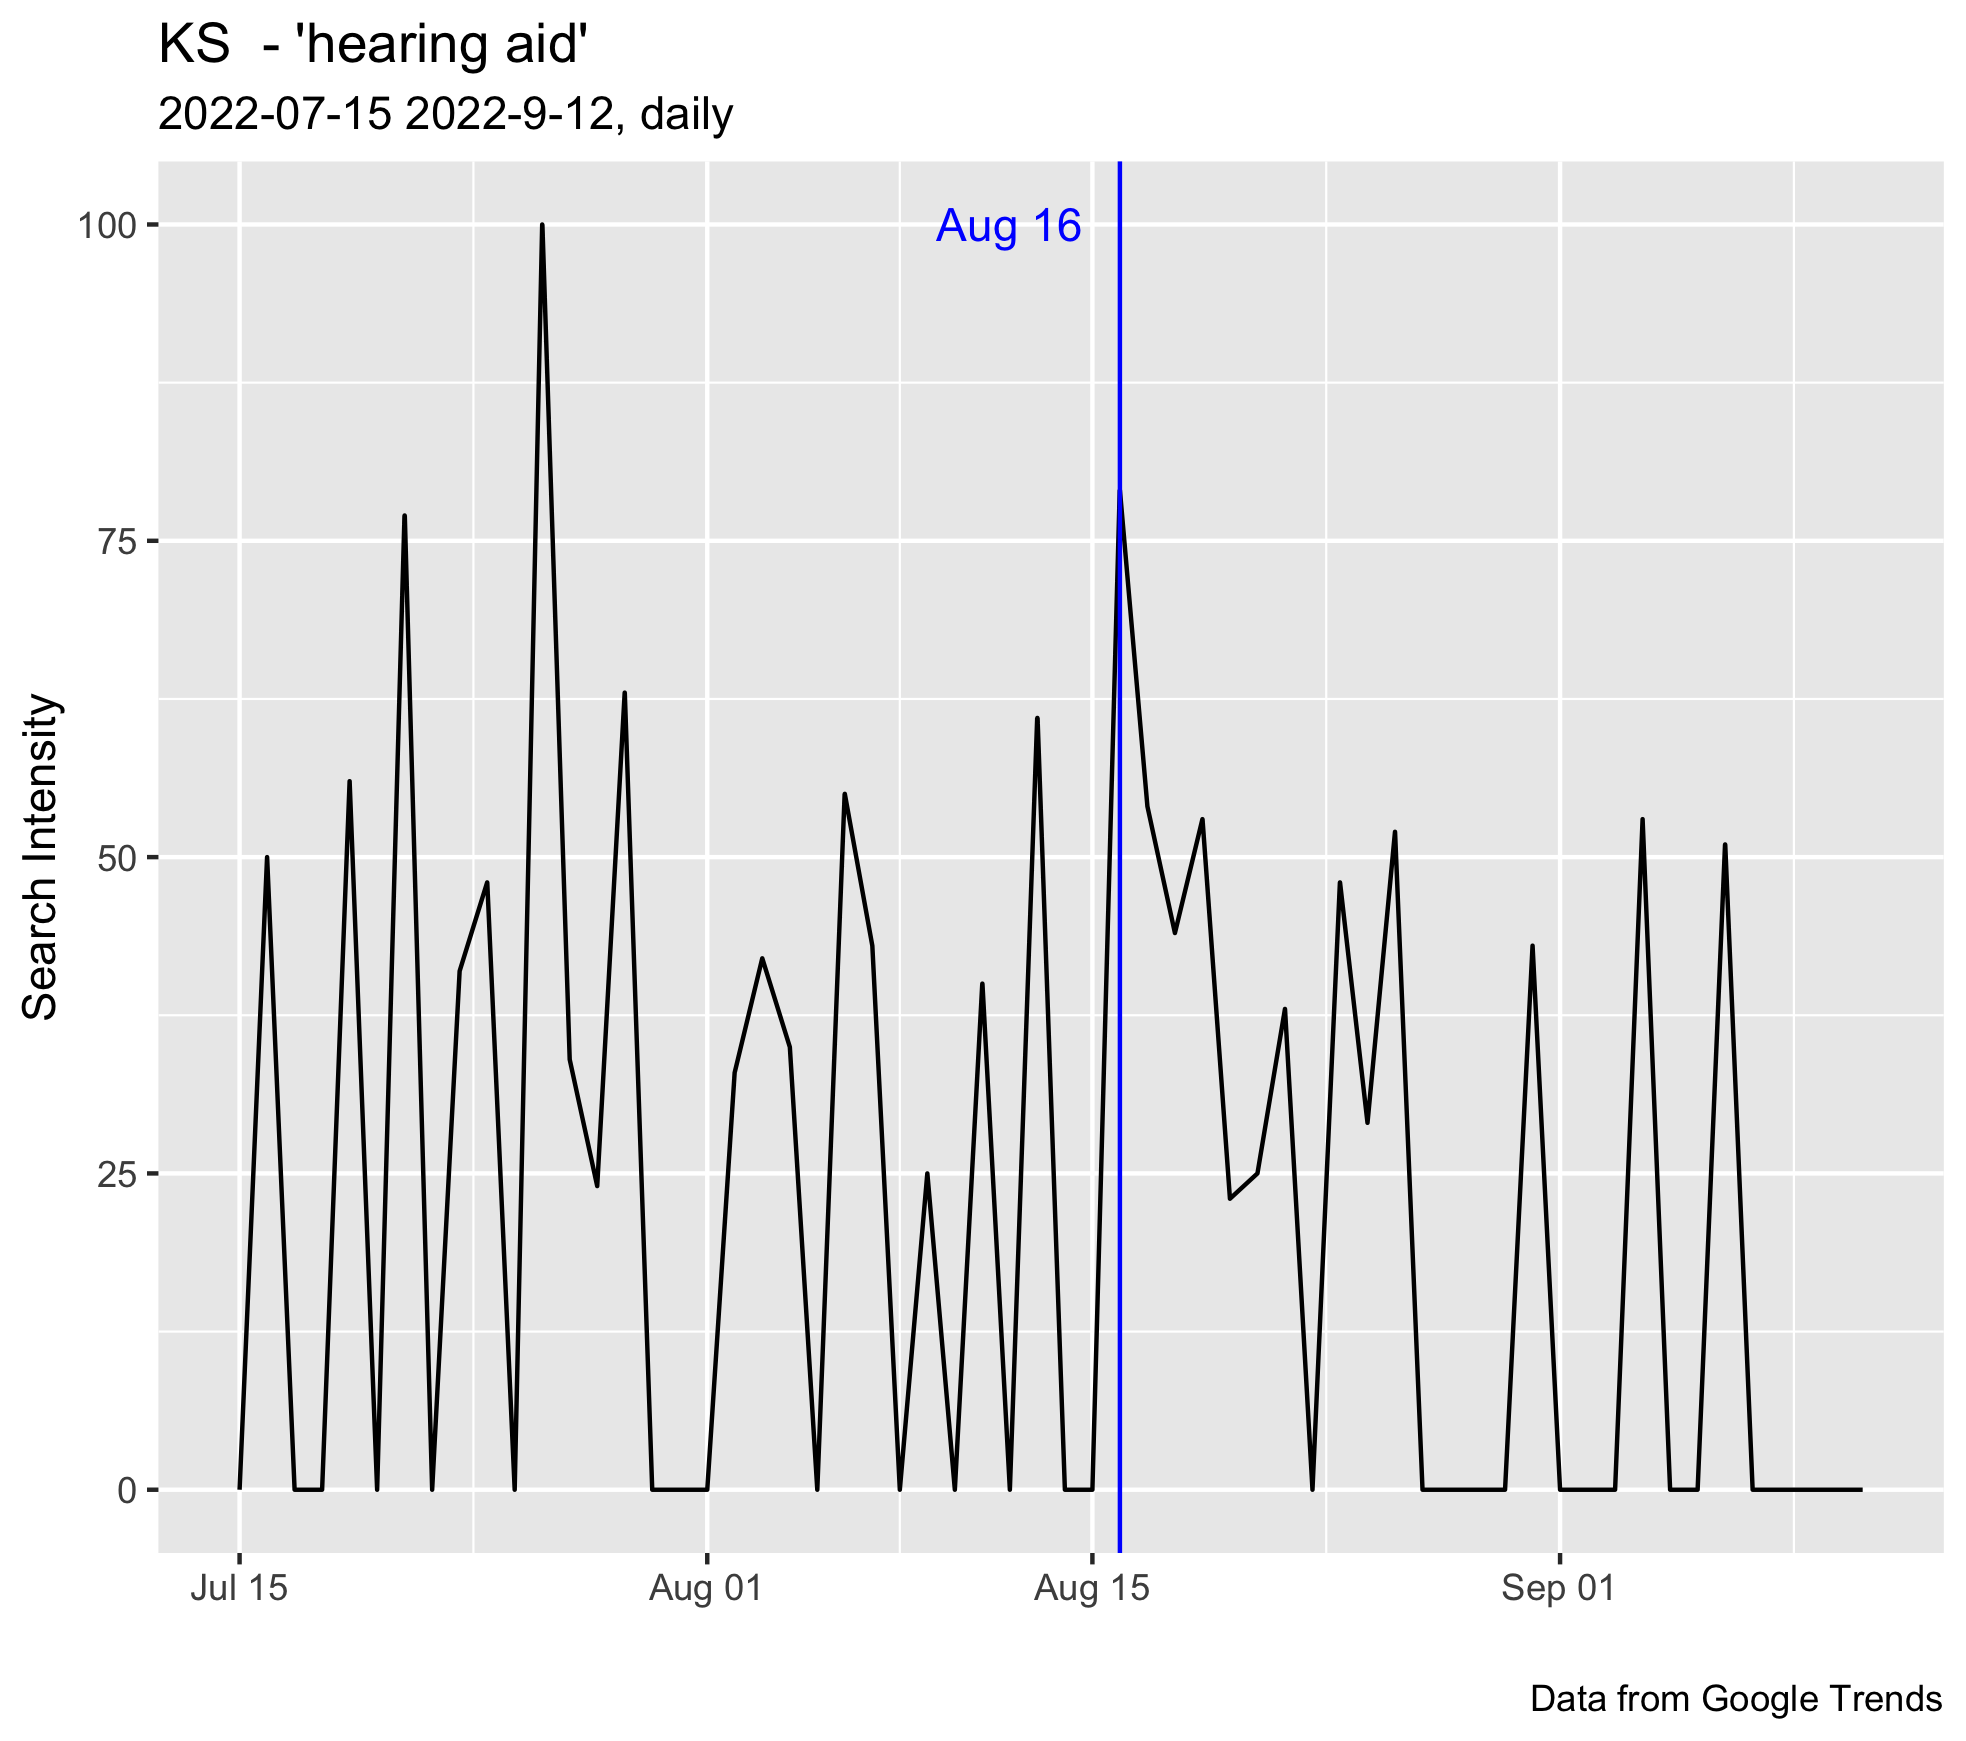 KS  - 'hearing aid'
2022-07-15 2022-9-12, daily
Aug 16
100
75
50
25
0
Search Intensity
Jul 15
Aug 01
Aug 15
Sep 01
Data from Google Trends